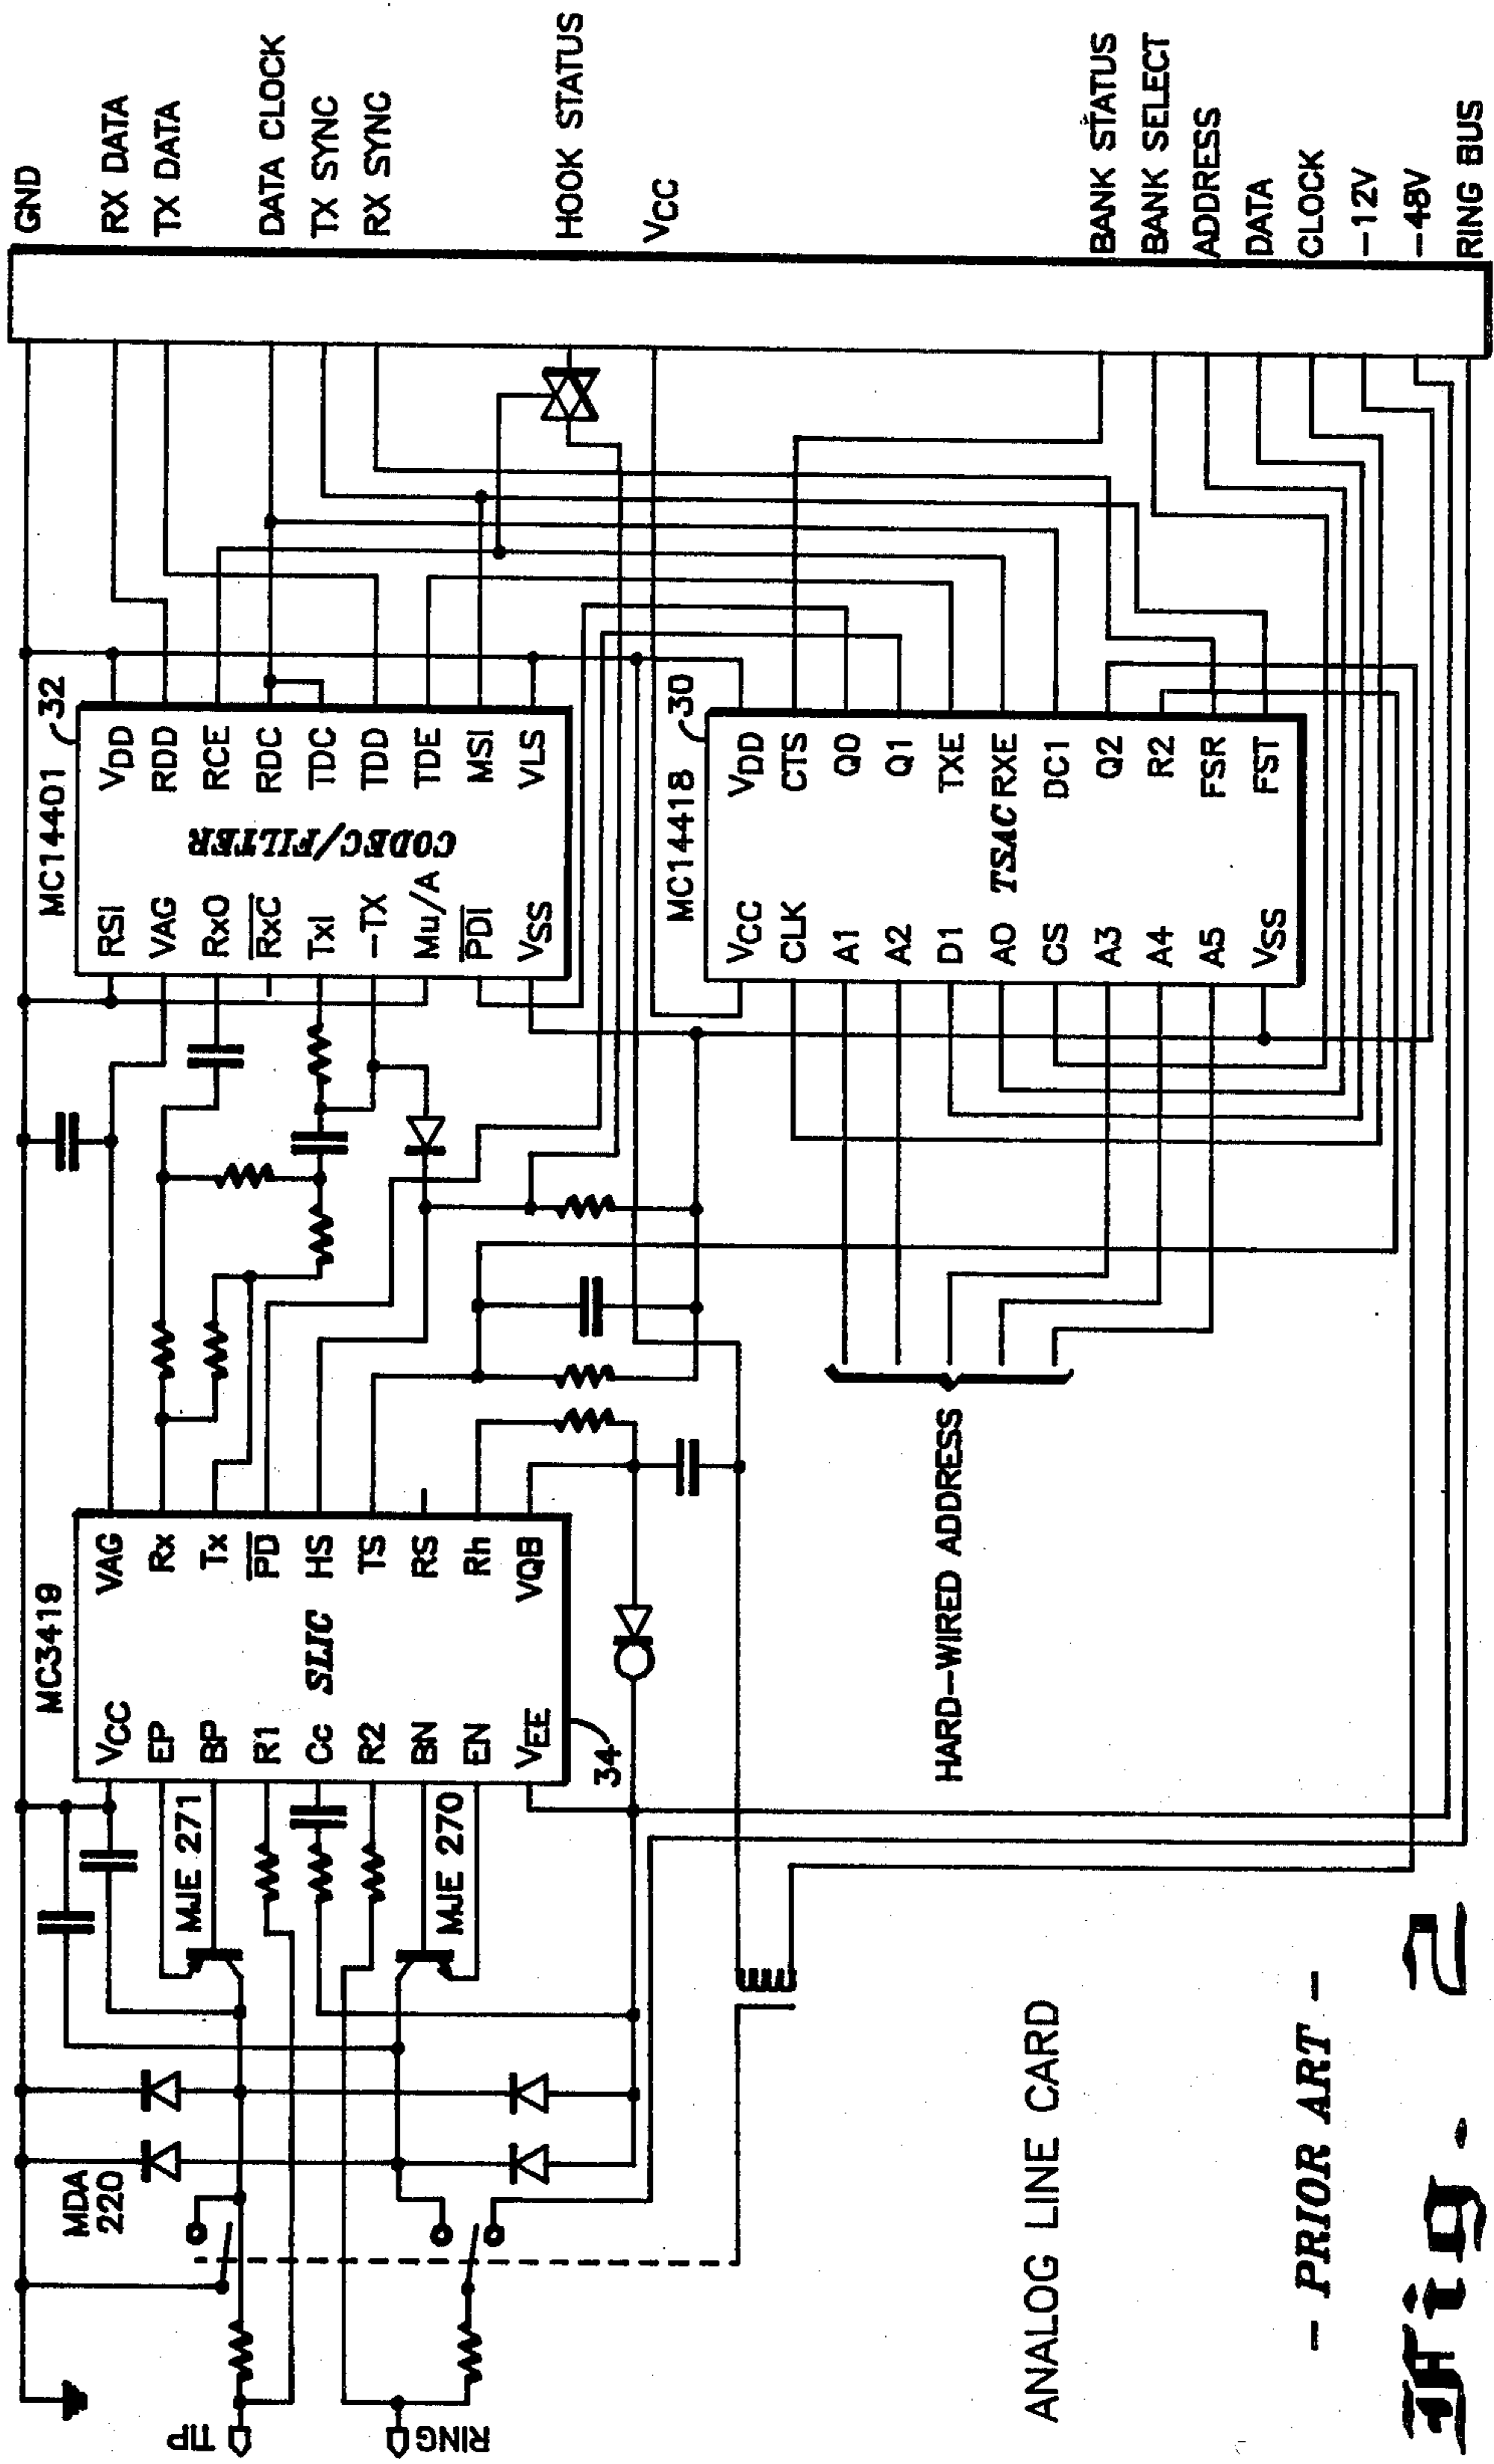 TIP
RING
MDA
220
MJE 271
MJE 270
MC3419
VCC
EP
BP
R1
Cc
R2
BN
EN
VEE
SLIC
VAG
Rx
Tx
PD
HS
TS
RS
Rh
VQB
34
MC14401
32
RSI
VAG
RxO
RxC
TxI
-TX
Mu/A
PDI
VSS
CODEC/FILTER
VDD
RDD
RCE
RDC
TDC
TDD
TDE
MSI
VLS
MC14418
30
VCC
CLK
A1
A2
D1
A0
CS
A3
A4
A5
VSS
TSAC
VDD
CTS
Q0
Q1
TXE
RXE
DC1
Q2
R2
FSR
FST
HARD-WIRED ADDRESS
GND
RX DATA
TX DATA
DATA CLOCK
TX SYNC
RX SYNC
HOOK STATUS
VCC
BANK STATUS
BANK SELECT
ADDRESS
DATA
CLOCK
-12V
-48V
RING BUS
ANALOG LINE CARD
- PRIOR ART -
Fig. 2